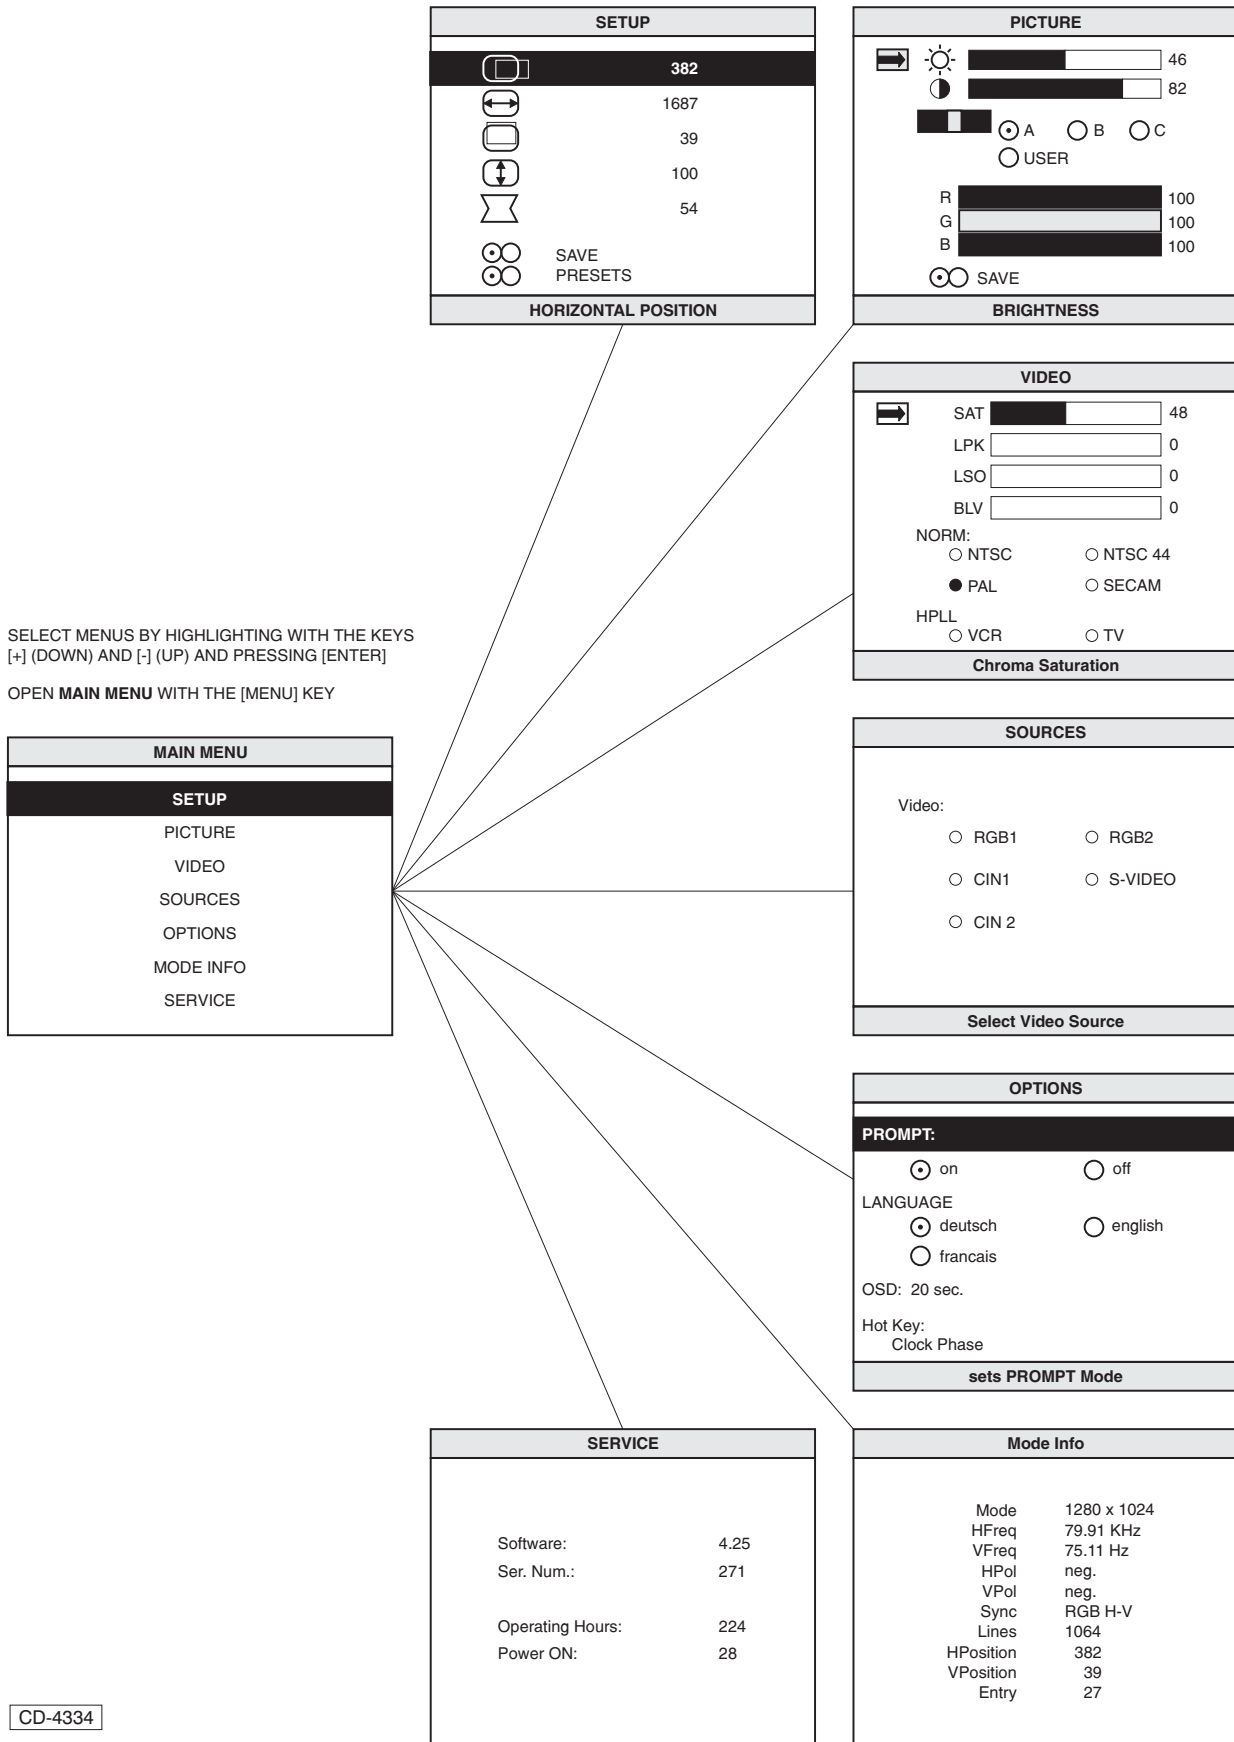 SETUP
382
1687
39
100
54
SAVE
PRESETS
HORIZONTAL POSITION
PICTURE
46
82
A B C
USER
R 100
G 100
B 100
SAVE
BRIGHTNESS
VIDEO
SAT 48
LPK 0
LSO 0
BLV 0
NORM:
NTSC NTSC 44
PAL SECAM
HPLL
VCR TV
Chroma Saturation
SELECT MENUS BY HIGHLIGHTING WITH THE KEYS
[+] (DOWN) AND [-] (UP) AND PRESSING [ENTER]
OPEN MAIN MENU WITH THE [MENU] KEY
MAIN MENU
SETUP
PICTURE
VIDEO
SOURCES
OPTIONS
MODE INFO
SERVICE
SOURCES
Video:
RGB1 RGB2
CIN1 S-VIDEO
CIN 2
Select Video Source
OPTIONS
PROMPT:
on off
LANGUAGE
deutsch english
francais
OSD: 20 sec.
Hot Key:
Clock Phase
sets PROMPT Mode
SERVICE
Software: 4.25
Ser. Num.: 271
Operating Hours: 224
Power ON: 28
Mode Info
Mode 1280 x 1024
HFreq 79.91 KHz
VFreq 75.11 Hz
HPol neg.
VPol neg.
Sync RGB H-V
Lines 1064
HPosition 382
VPosition 39
Entry 27
CD-4334